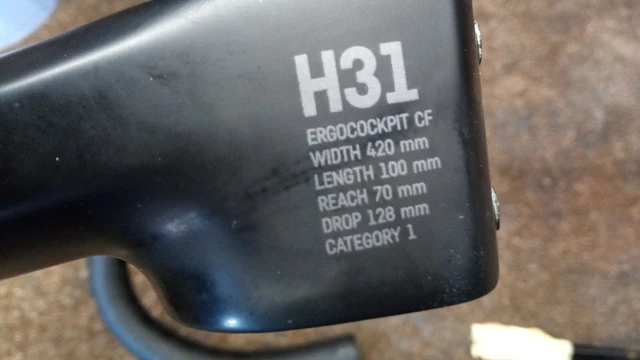 H31
ERGOCOCKPIT CF
WIDTH 420 mm
LENGTH 100 mm
REACH 70 mm
DROP 128 mm
CATEGORY 1